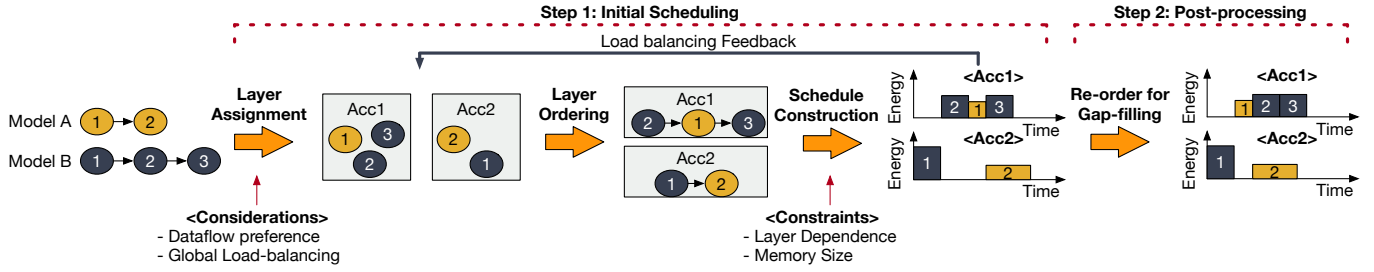 Step 1: Initial Scheduling
Step 2: Post-processing
Load balancing Feedback
Model A
1
2
Model B
1
2
3
Layer
Assignment
<Considerations>
- Dataflow preference
- Global Load-balancing
Acc1
1
3
2
Acc2
2
1
Layer
Ordering
Acc1
2
1
3
Acc2
1
2
Schedule
Construction
<Constraints>
- Layer Dependence
- Memory Size
<Acc1>
Energy
2
1
3
Time
<Acc2>
Energy
1
2
Time
Re-order for
Gap-filling
<Acc1>
Energy
1
2
3
Time
<Acc2>
Energy
1
2
Time